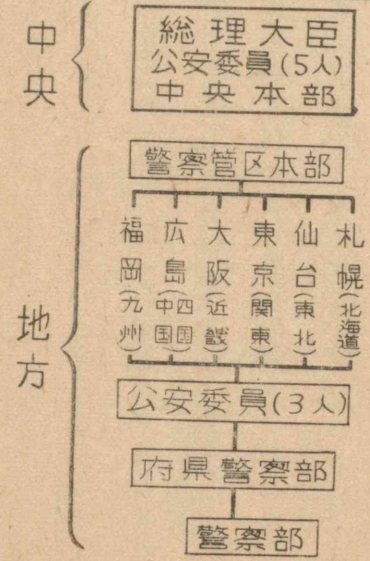 中央
総理大臣
公安委員(5人)
中央本部
地方
警察管区本部
札幌(北海道)
仙台(東北)
東京(関東)
大阪(近畿)
広島(中国四国)
福岡(九州)
公安委員(3人)
府県警察部
警察部